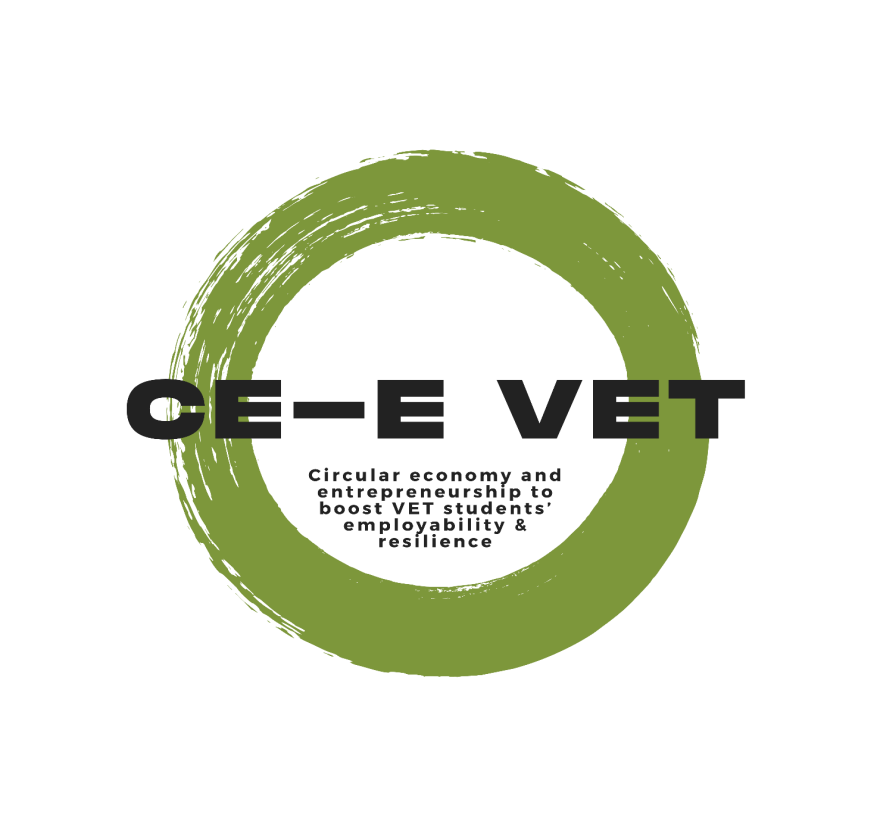 CE—E VET
Circular economy and
entrepreneurship to
boost VET students’
employability &
resilience